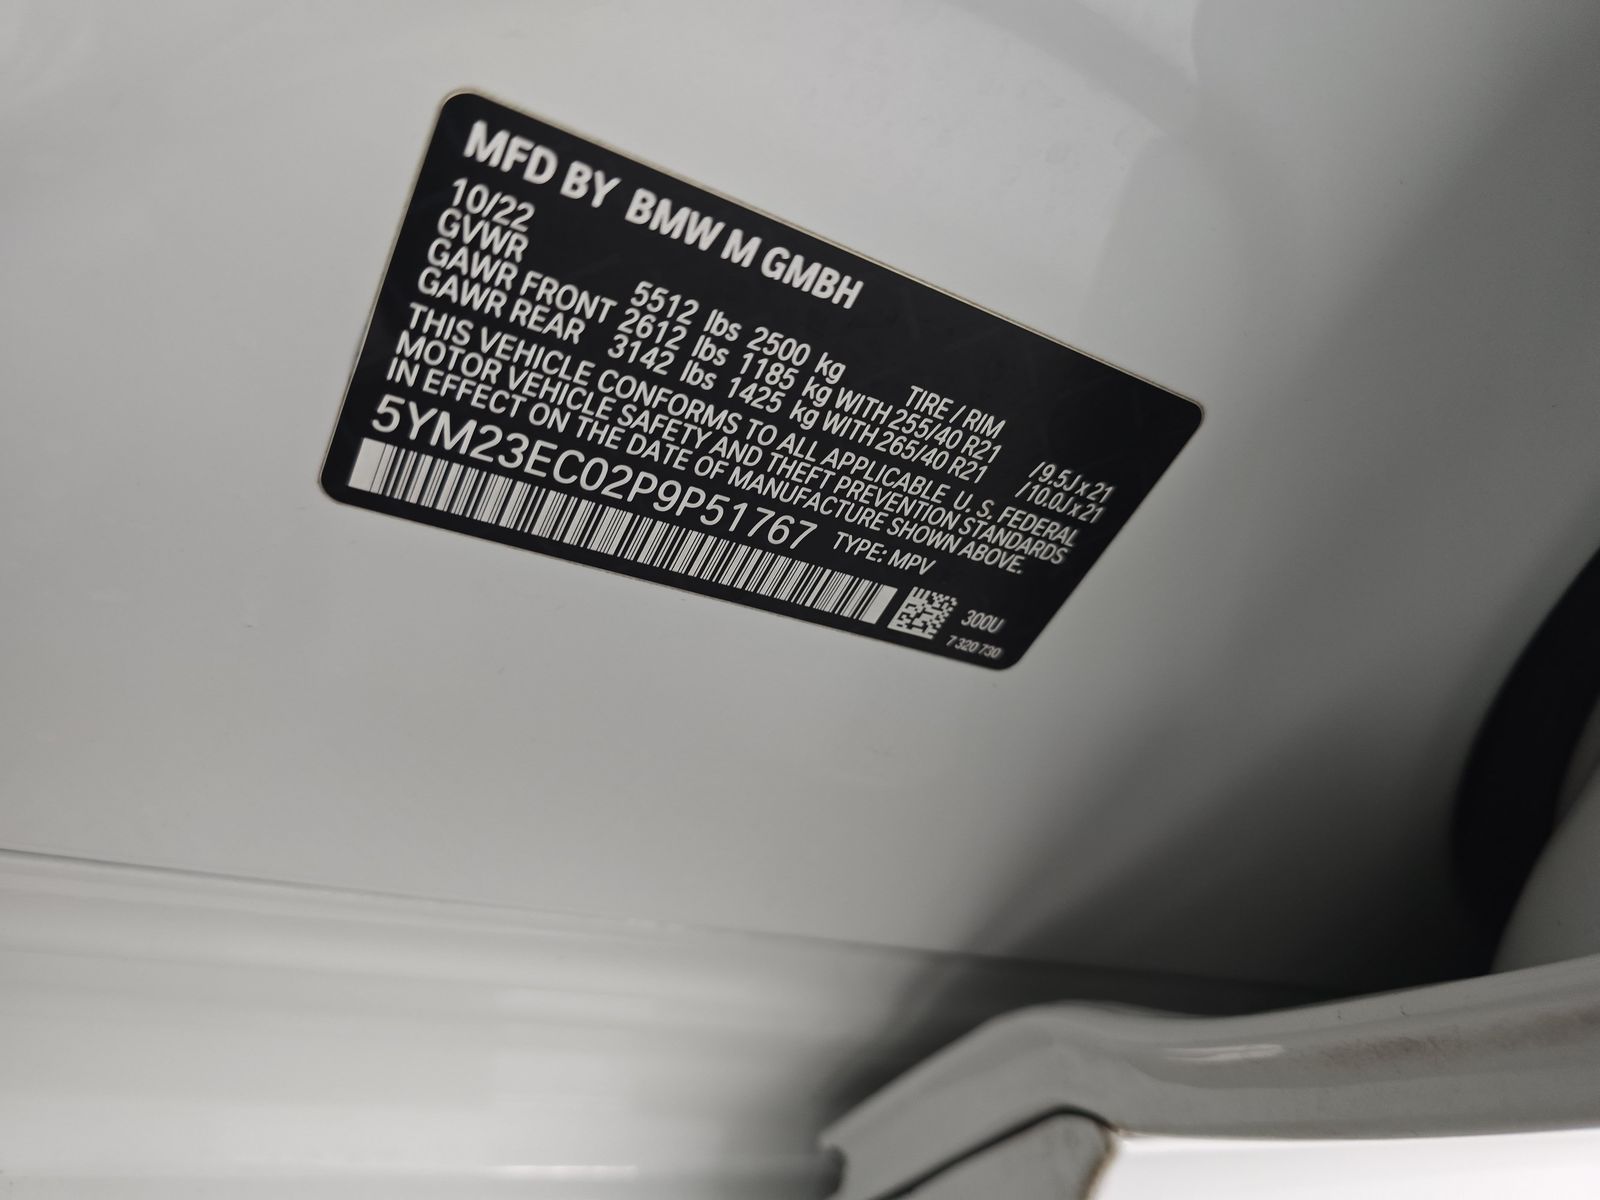 MFD BY BMW M GMBH
10/22
GVWR 5512 lbs 2500 kg TIRE / RIM
GAWR FRONT 2612 lbs 1185 kg WITH 255/40 R21 /9.5J x 21
GAWR REAR 3142 lbs 1425 kg WITH 265/40 R21 /10.0J x 21
THIS VEHICLE CONFORMS TO ALL APPLICABLE U. S. FEDERAL
MOTOR VEHICLE SAFETY AND THEFT PREVENTION STANDARDS
IN EFFECT ON THE DATE OF MANUFACTURE SHOWN ABOVE.
5YM23EC02P9P51767 TYPE: MPV
300U
7 320 730